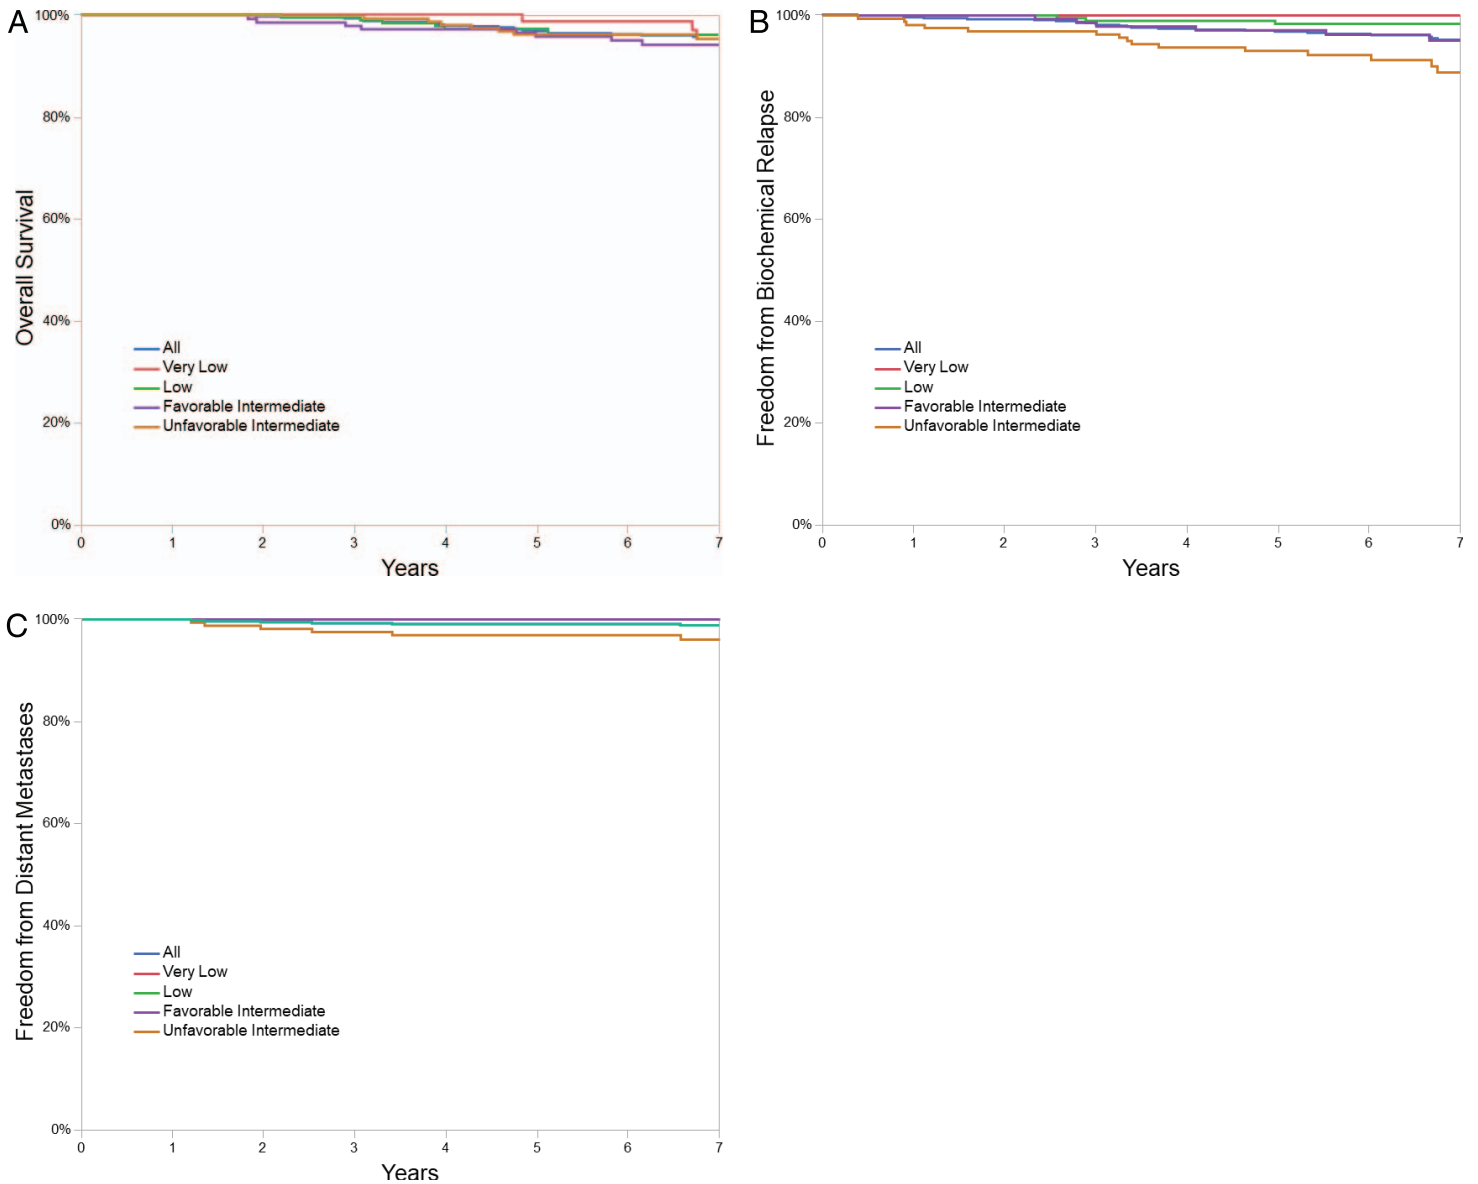 A
Overall Survival
100%
80%
60%
40%
20%
0%
All
Very Low
Low
Favorable Intermediate
Unfavorable Intermediate
0 1 2 3 4 5 6 7
Years
B
Freedom from Biochemical Relapse
100%
80%
60%
40%
20%
0%
All
Very Low
Low
Favorable Intermediate
Unfavorable Intermediate
0 1 2 3 4 5 6 7
Years
C
Freedom from Distant Metastases
100%
80%
60%
40%
20%
0%
All
Very Low
Low
Favorable Intermediate
Unfavorable Intermediate
0 1 2 3 4 5 6 7
Years